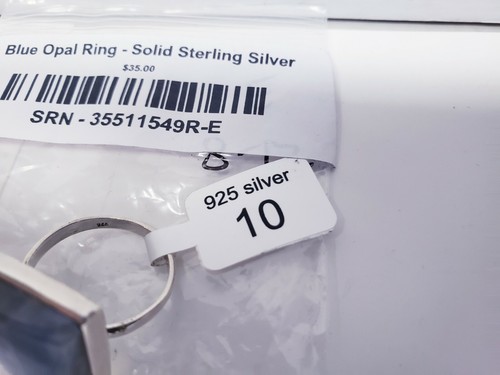 Blue Opal Ring - Solid Sterling Silver
$35.00
SRN - 35511549R-E
925 silver
10